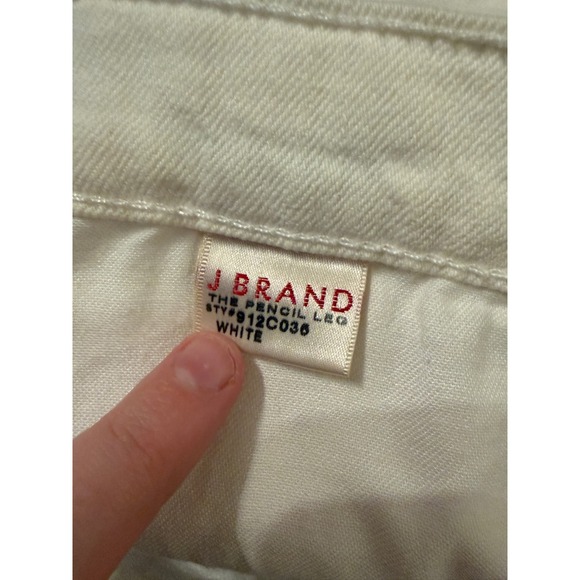 J BRAND
THE PENCIL LEG
STY# 912C036
WHITE